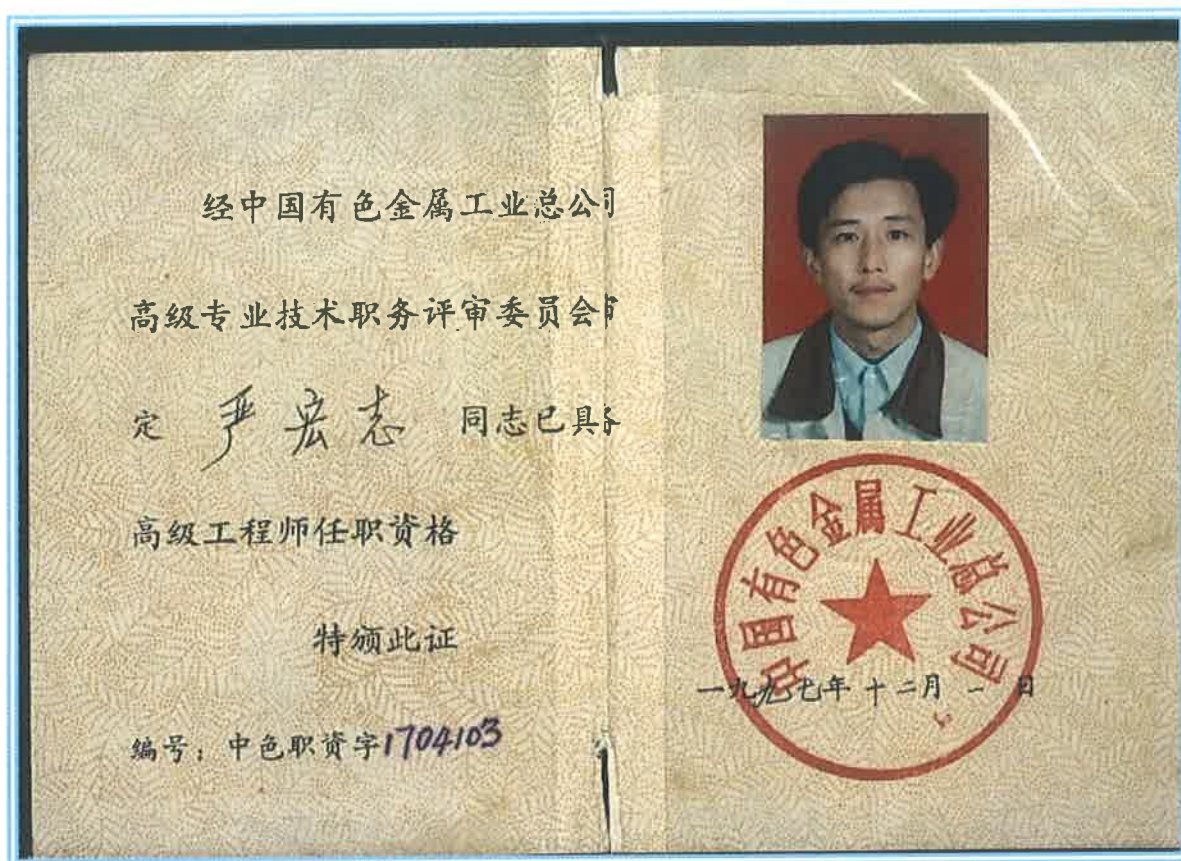 经中国有色金属工业总公司
高级专业技术职务评审委员会审
定 严宏志 同志已具备
高级工程师任职资格
特颁此证
编号：中色职资字1704103
中国有色金属工业总公司
一九九七年十二月一日